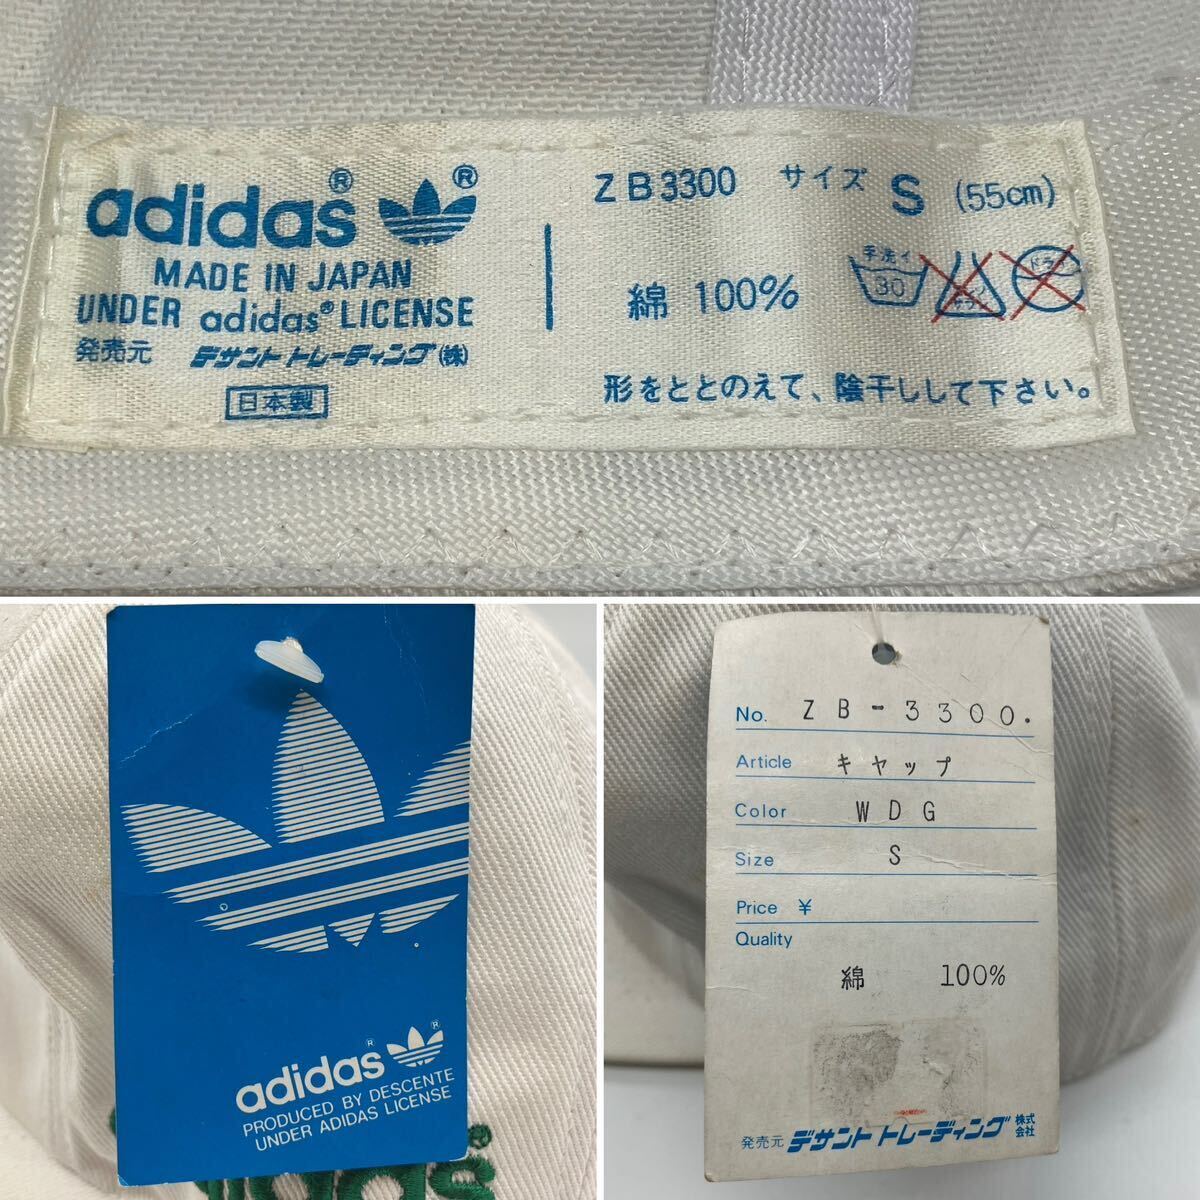 adidas®
MADE IN JAPAN
UNDER adidas® LICENSE
発売元 デサント トレーディング(株)
日本製
ZB3300 サイズ S (55cm)
綿 100%
手洗イ
30
形をととのえて、陰干しして下さい。
adidas®
PRODUCED BY DESCENTE
UNDER ADIDAS LICENSE
No. ZB-3300.
Article キャップ
Color WDG
Size S
Price ¥
Quality
綿 100%
発売元 デサント トレーディング 株式会社